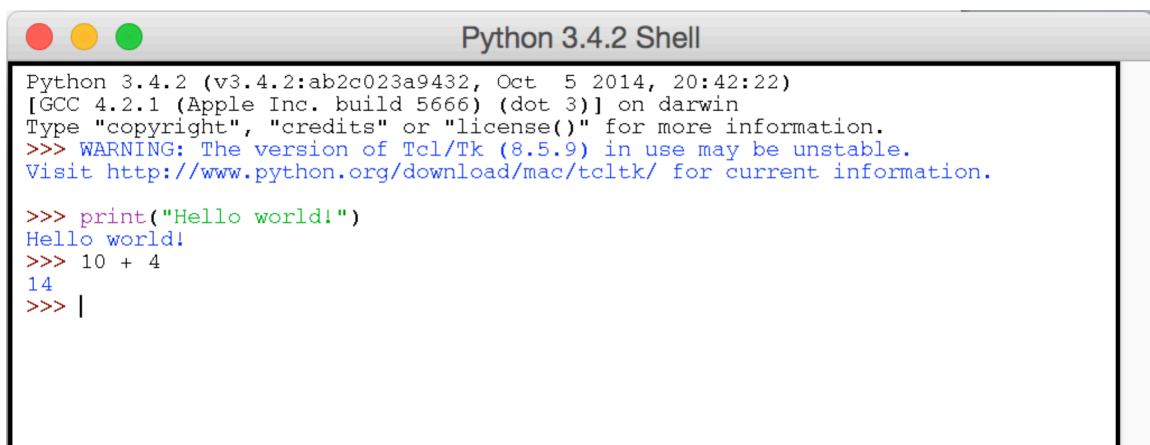 Python 3.4.2 Shell
Python 3.4.2 (v3.4.2:ab2c023a9432, Oct  5 2014, 20:42:22)
[GCC 4.2.1 (Apple Inc. build 5666) (dot 3)] on darwin
Type "copyright", "credits" or "license()" for more information.
>>> WARNING: The version of Tcl/Tk (8.5.9) in use may be unstable.
Visit http://www.python.org/download/mac/tcltk/ for current information.
>>> print("Hello world!")
Hello world!
>>> 10 + 4
14
>>>